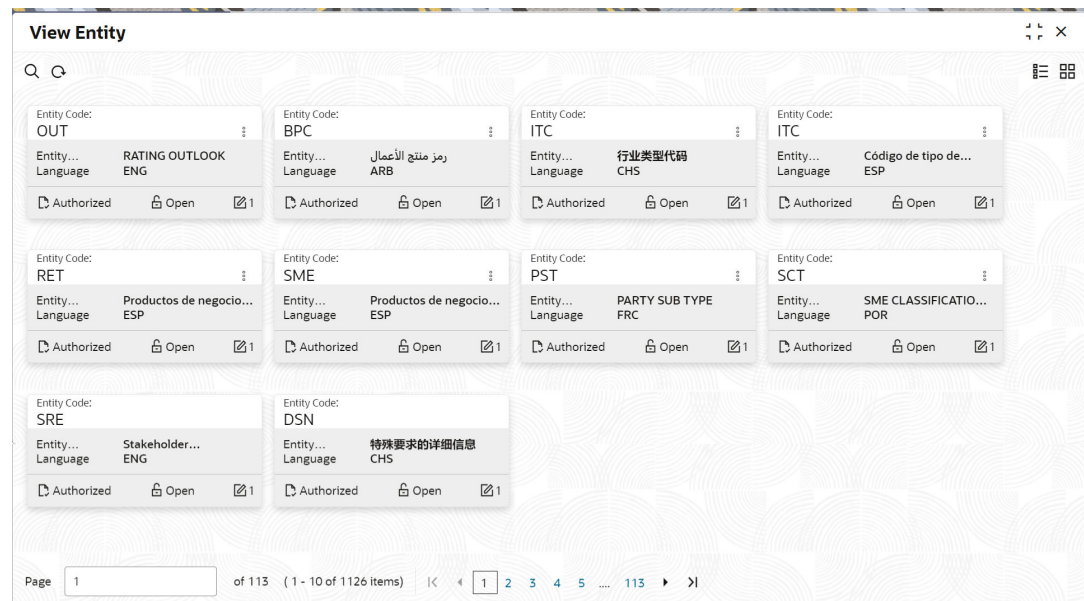 View Entity
Entity Code:
OUT
Entity... RATING OUTLOOK
Language ENG
Authorized Open 1
Entity Code:
BPC
Entity... رمز منتج الأعمال
Language ARB
Authorized Open 1
Entity Code:
ITC
Entity... 行业类型代码
Language CHS
Authorized Open 1
Entity Code:
ITC
Entity... Código de tipo de...
Language ESP
Authorized Open 1
Entity Code:
RET
Entity... Productos de negocio...
Language ESP
Authorized Open 1
Entity Code:
SME
Entity... Productos de negocio...
Language ESP
Authorized Open 1
Entity Code:
PST
Entity... PARTY SUB TYPE
Language FRC
Authorized Open 1
Entity Code:
SCT
Entity... SME CLASSIFICATIO...
Language POR
Authorized Open 1
Entity Code:
SRE
Entity... Stakeholder...
Language ENG
Authorized Open 1
Entity Code:
DSN
Entity... 特殊要求的详细信息
Language CHS
Authorized Open 1
Page 1 of 113 (1 - 10 of 1126 items) 1 2 3 4 5 .... 113